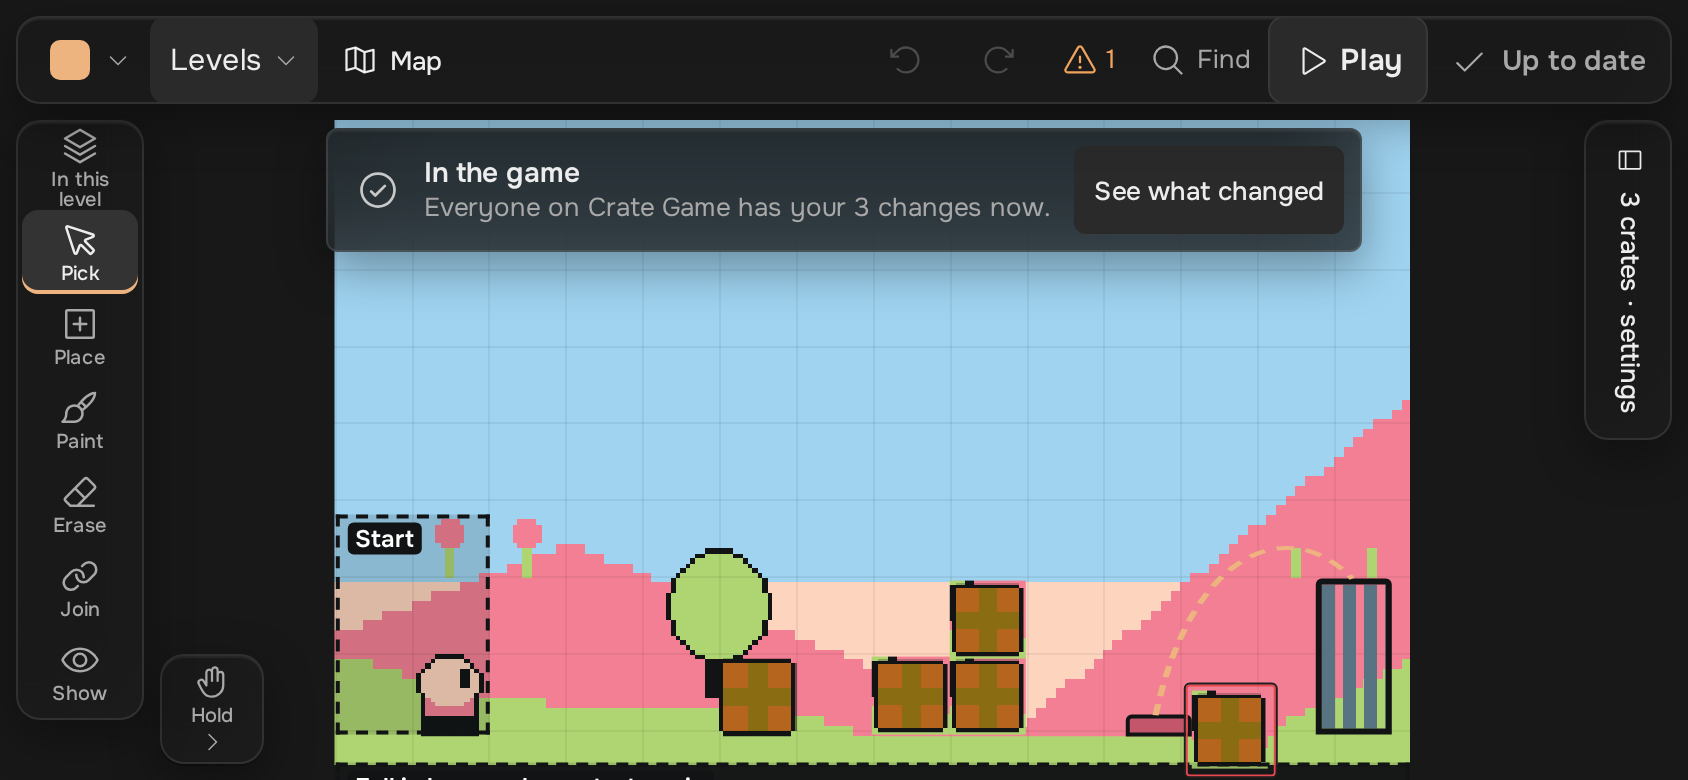 Levels
Map
1
Find
Play
Up to date
In this
level
Pick
Place
Paint
Erase
Join
Show
Hold
In the game
Everyone on Crate Game has your 3 changes now.
See what changed
3 crates · settings
Start